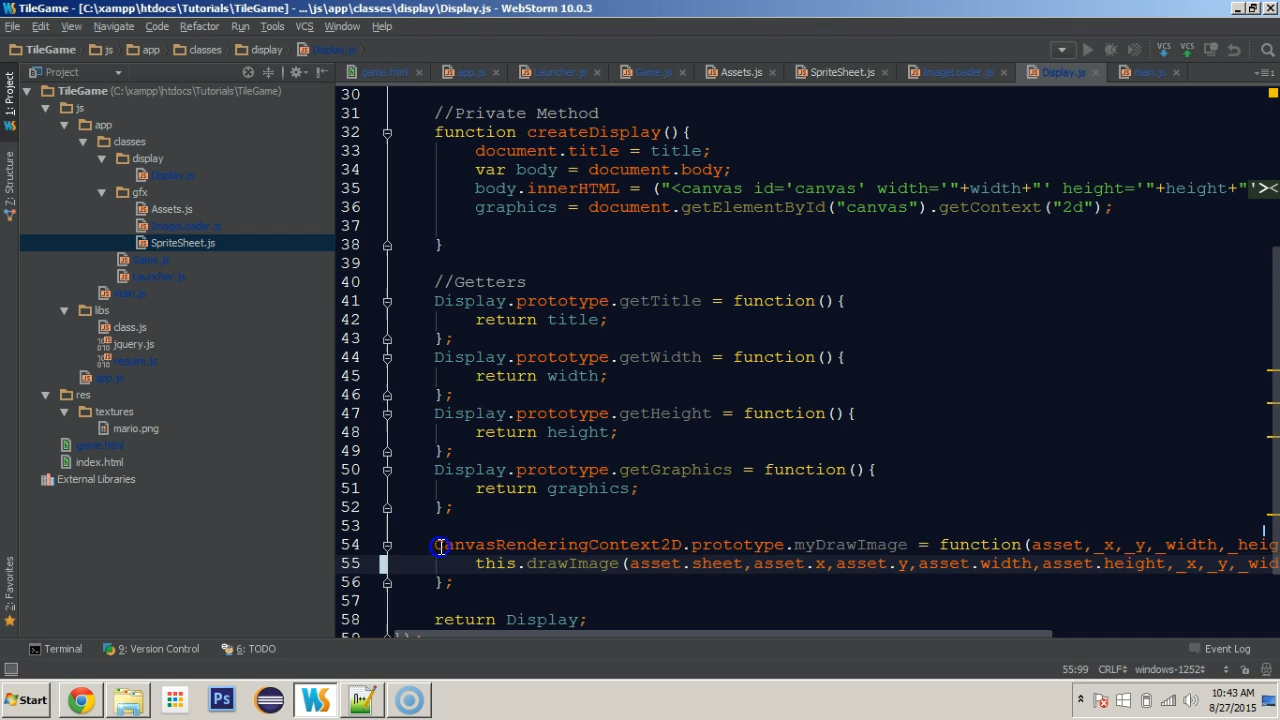 TileGame - [C:\xampp\htdocs\Tutorials\TileGame] - ...\js\app\classes\display\Display.js - WebStorm 10.0.3
File Edit View Navigate Code Refactor Run Tools VCS Window Help
TileGame js app classes display Display.js
VCS VCS
Project
game.html app.js Launcher.js Game.js Assets.js SpriteSheet.js ImageLoader.js Display.js main.js
1: Project
7: Structure
2: Favorites
TileGame (C:\xampp\htdocs\Tutorials\TileGame)
js
app
classes
display
Display.js
gfx
Assets.js
ImageLoader.js
SpriteSheet.js
Game.js
Launcher.js
main.js
libs
class.js
jquery.js
require.js
app.js
res
textures
mario.png
game.html
index.html
External Libraries
30
31 //Private Method
32 function createDisplay(){
33 document.title = title;
34 var body = document.body;
35 body.innerHTML = ("<canvas id='canvas' width='"+width+"' height='"+height+"'><
36 graphics = document.getElementById("canvas").getContext("2d");
37
38 }
39
40 //Getters
41 Display.prototype.getTitle = function(){
42 return title;
43 };
44 Display.prototype.getWidth = function(){
45 return width;
46 };
47 Display.prototype.getHeight = function(){
48 return height;
49 };
50 Display.prototype.getGraphics = function(){
51 return graphics;
52 };
53
54 CanvasRenderingContext2D.prototype.myDrawImage = function(asset,_x,_y,_width,_heig
55 this.drawImage(asset.sheet,asset.x,asset.y,asset.width,asset.height,_x,_y,_wid
56 };
57
58 return Display;
59 });
Terminal 9: Version Control 6: TODO Event Log
55:99 CRLF windows-1252
Start Ps WS 10:43 AM
8/27/2015